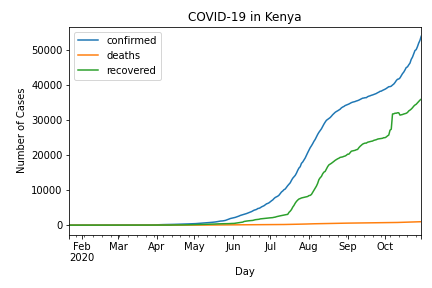 COVID-19 in Kenya
confirmed
deaths
recovered
Number of Cases
50000
40000
30000
20000
10000
0
Feb Mar Apr May Jun Jul Aug Sep Oct
2020
Day